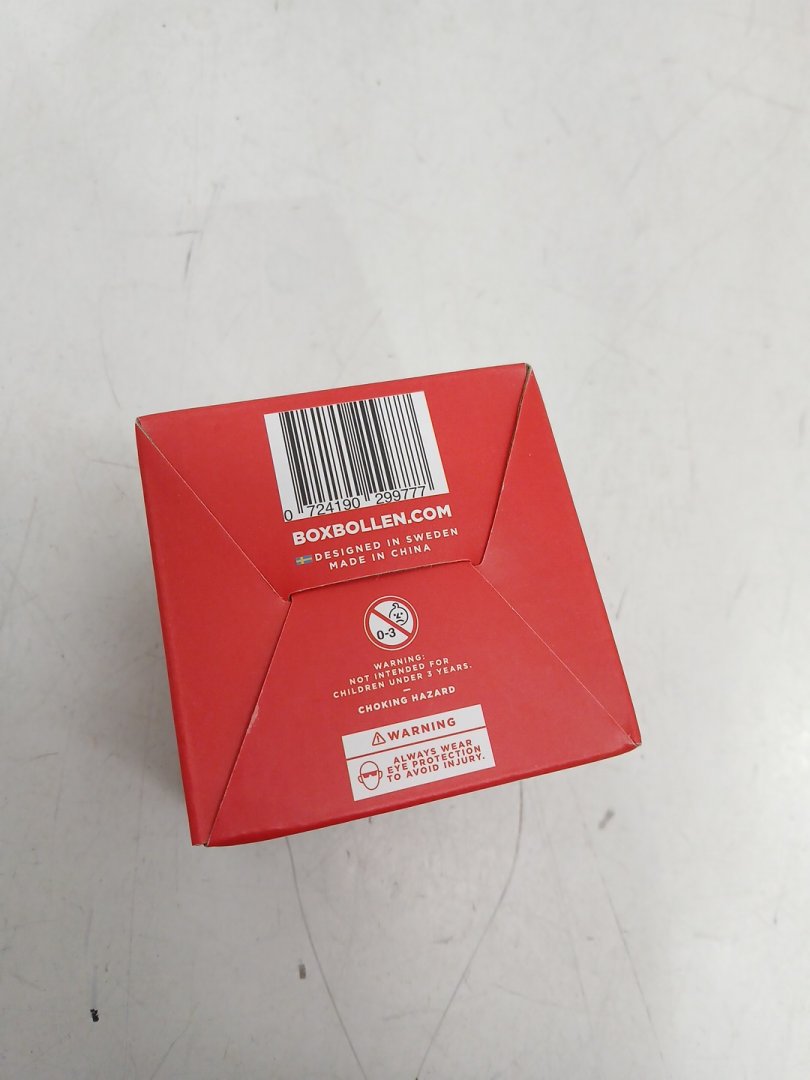 0 724190 299777
BOXBOLLEN.COM
DESIGNED IN SWEDEN
MADE IN CHINA
0-3
WARNING:
NOT INTENDED FOR
CHILDREN UNDER 3 YEARS.
–
CHOKING HAZARD
WARNING
ALWAYS WEAR
EYE PROTECTION
TO AVOID INJURY.